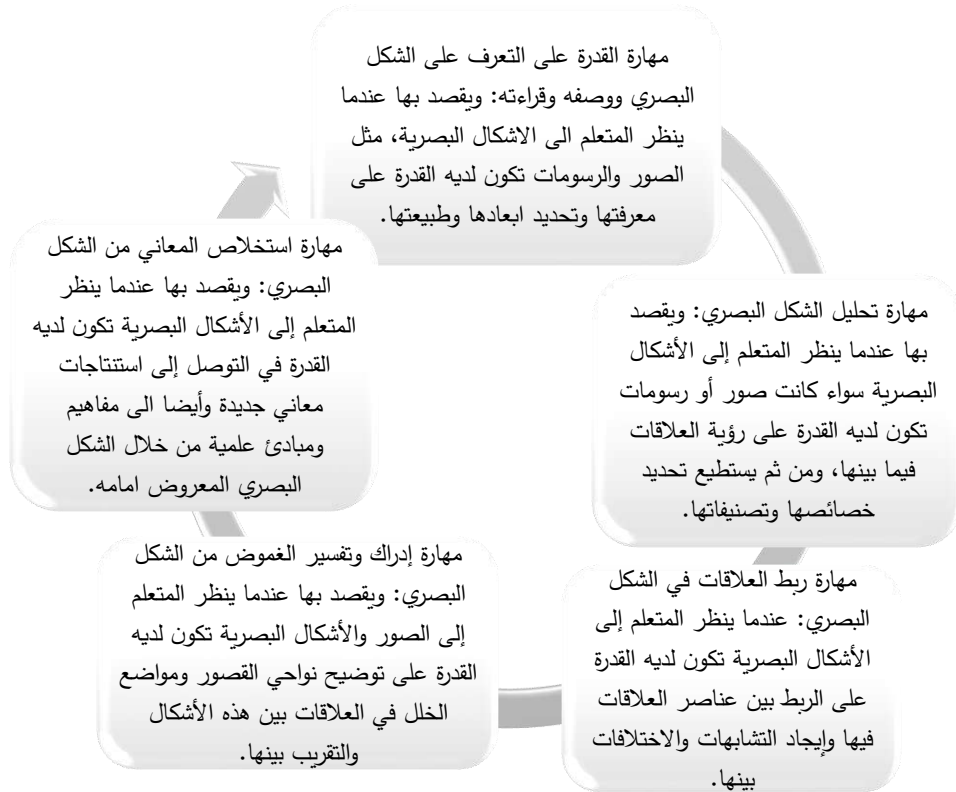 مهارة القدرة على التعرف على الشكل
البصري ووصفه وقراءته: ويقصد بها عندما
ينظر المتعلم الى الاشكال البصرية، مثل
الصور والرسومات تكون لديه القدرة على
معرفتها وتحديد ابعادها وطبيعتها.
مهارة تحليل الشكل البصري: ويقصد
بها عندما ينظر المتعلم إلى الأشكال
البصرية سواء كانت صور أو رسومات
تكون لديه القدرة على رؤية العلاقات
فيما بينها، ومن ثم يستطيع تحديد
خصائصها وتصنيفاتها.
مهارة ربط العلاقات في الشكل
البصري: عندما ينظر المتعلم إلى
الأشكال البصرية تكون لديه القدرة
على الربط بين عناصر العلاقات
فيها وإيجاد التشابهات والاختلافات
بينها.
مهارة إدراك وتفسير الغموض من الشكل
البصري: ويقصد بها عندما ينظر المتعلم
إلى الصور والأشكال البصرية تكون لديه
القدرة على توضيح نواحي القصور ومواضع
الخلل في العلاقات بين هذه الأشكال
والتقريب بينها.
مهارة استخلاص المعاني من الشكل
البصري: ويقصد بها عندما ينظر
المتعلم إلى الأشكال البصرية تكون لديه
القدرة في التوصل إلى استنتاجات
معاني جديدة وأيضا الى مفاهيم
ومبادئ علمية من خلال الشكل
البصري المعروض امامه.